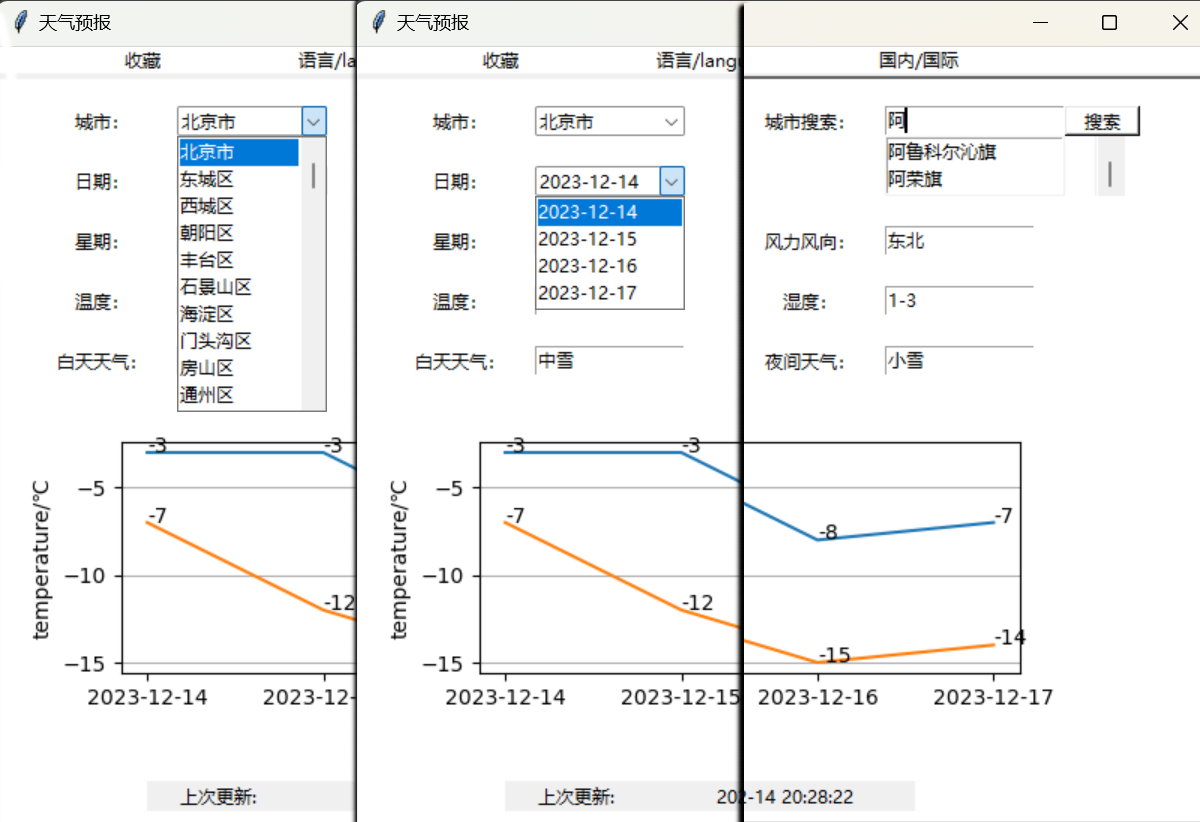 天气预报
收藏
语言/la
城市:
北京市
北京市
东城区
西城区
朝阳区
丰台区
石景山区
海淀区
门头沟区
房山区
通州区
日期:
星期:
温度:
白天天气:
temperature/℃
-3
-3
-7
-12
−5
−10
−15
2023-12-14
2023-12-
上次更新:
天气预报
收藏
语言/langu
城市:
北京市
日期:
2023-12-14
2023-12-14
2023-12-15
2023-12-16
2023-12-17
星期:
温度:
白天天气:
中雪
temperature/℃
-3
-3
-7
-12
−5
−10
−15
2023-12-14
2023-12-15
上次更新:
国内/国际
城市搜索:
阿
搜索
阿鲁科尔沁旗
阿荣旗
风力风向:
东北
湿度:
1-3
夜间天气:
小雪
-8
-7
-15
-14
2023-12-16
2023-12-17
202-14 20:28:22